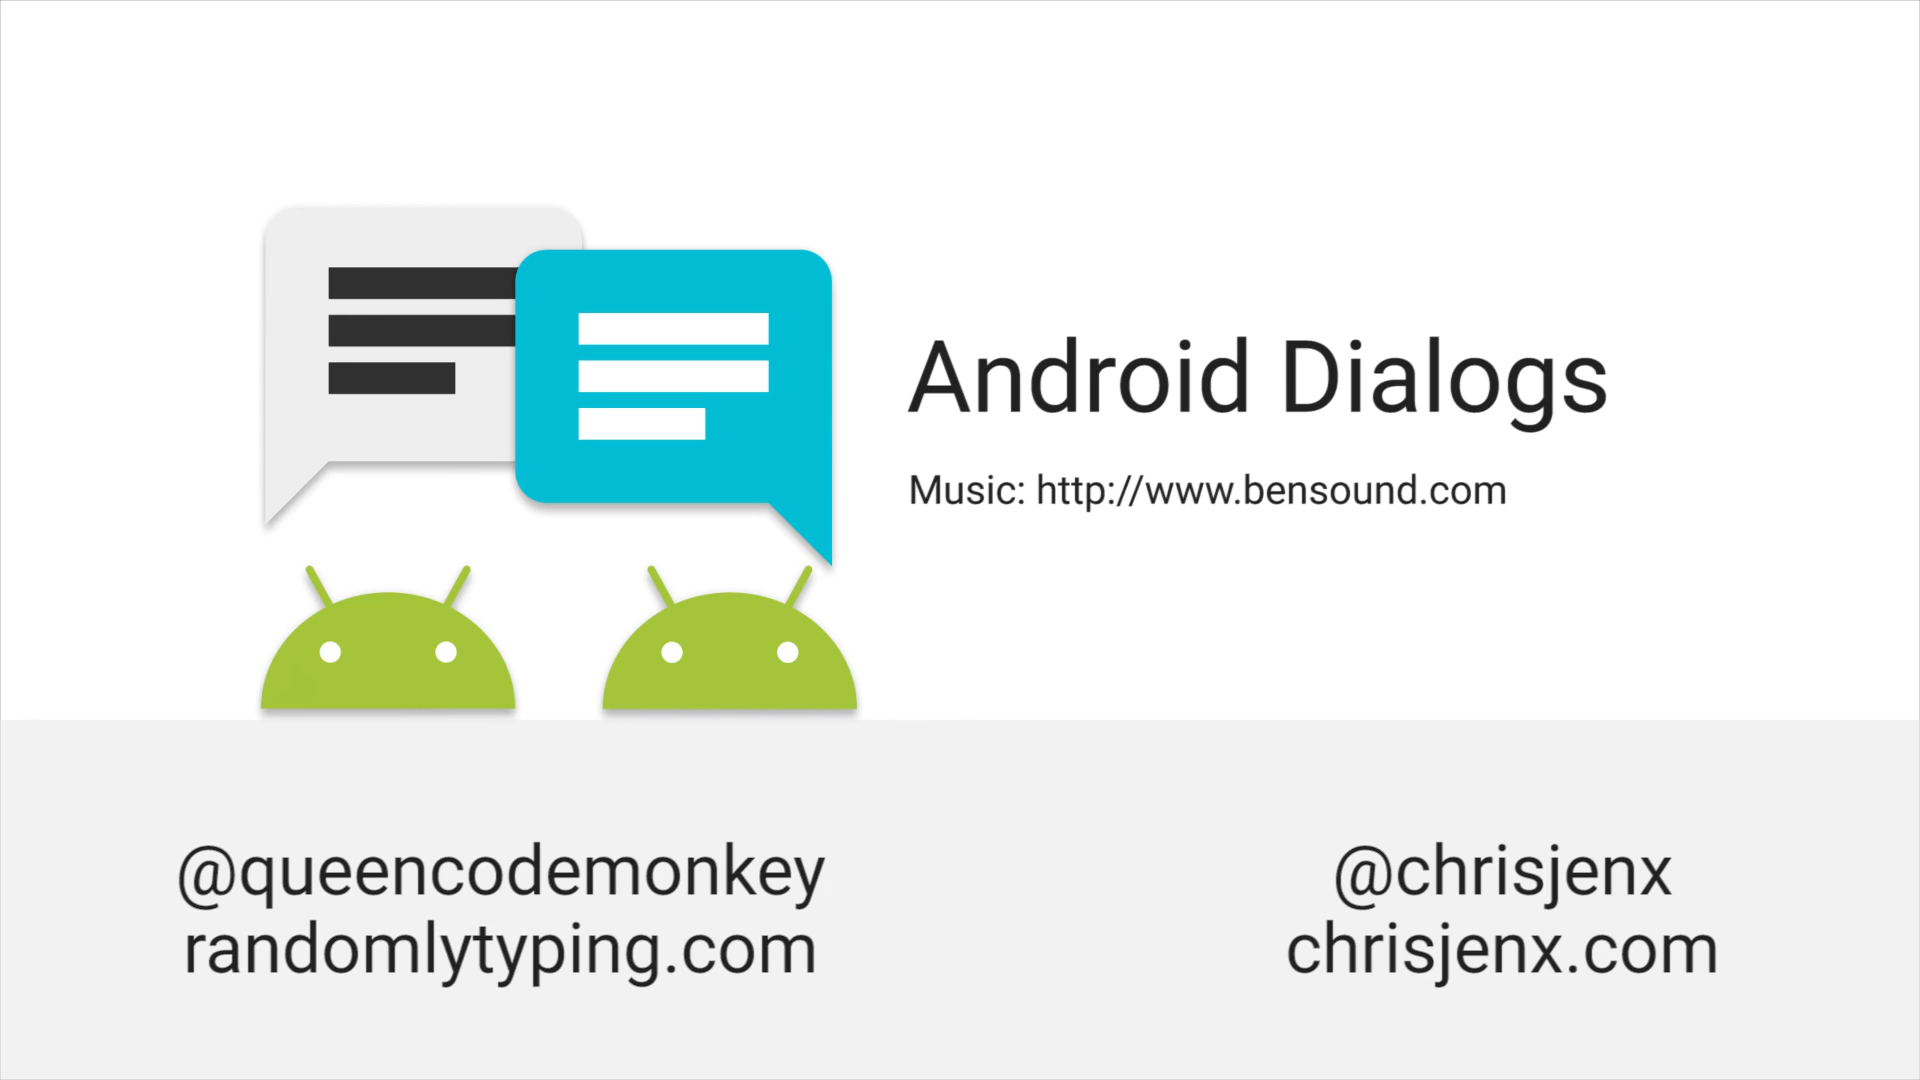 Android Dialogs
Music: http://www.bensound.com
@queencodemonkey
randomlytyping.com
@chrisjenx
chrisjenx.com